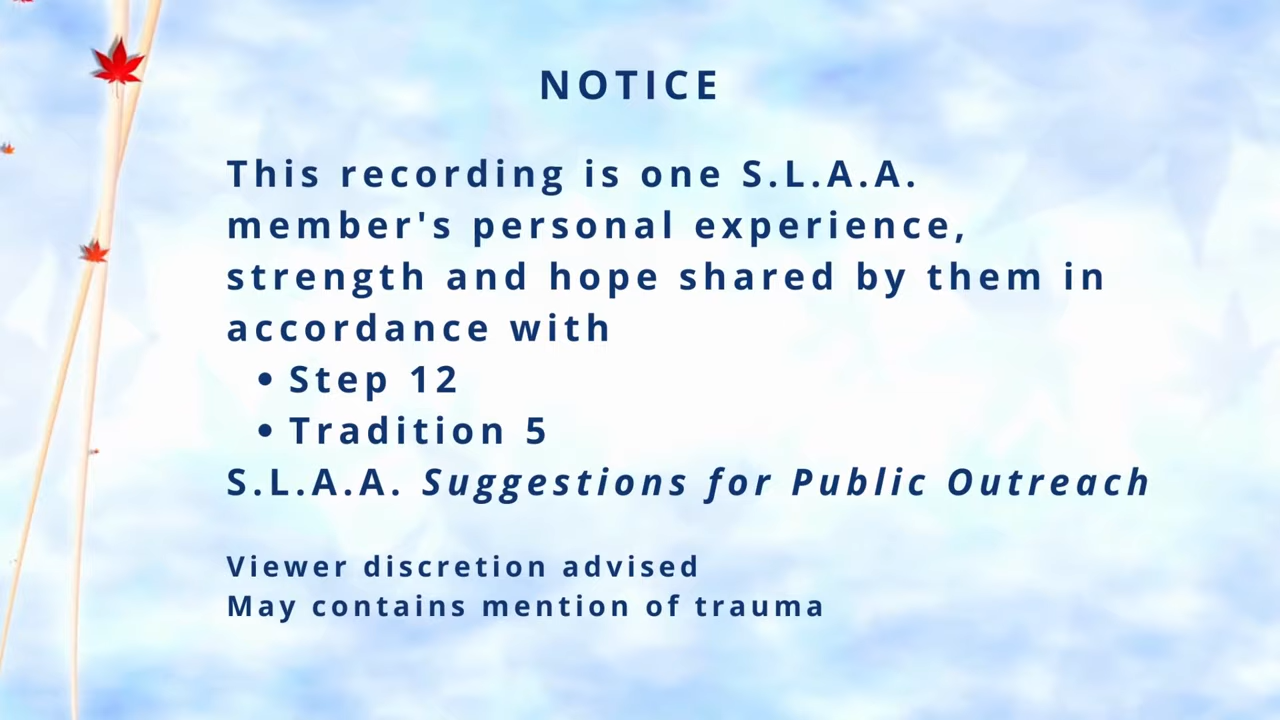 NOTICE
This recording is one S.L.A.A.
member's personal experience,
strength and hope shared by them in
accordance with
• Step 12
• Tradition 5
S.L.A.A. Suggestions for Public Outreach
Viewer discretion advised
May contains mention of trauma